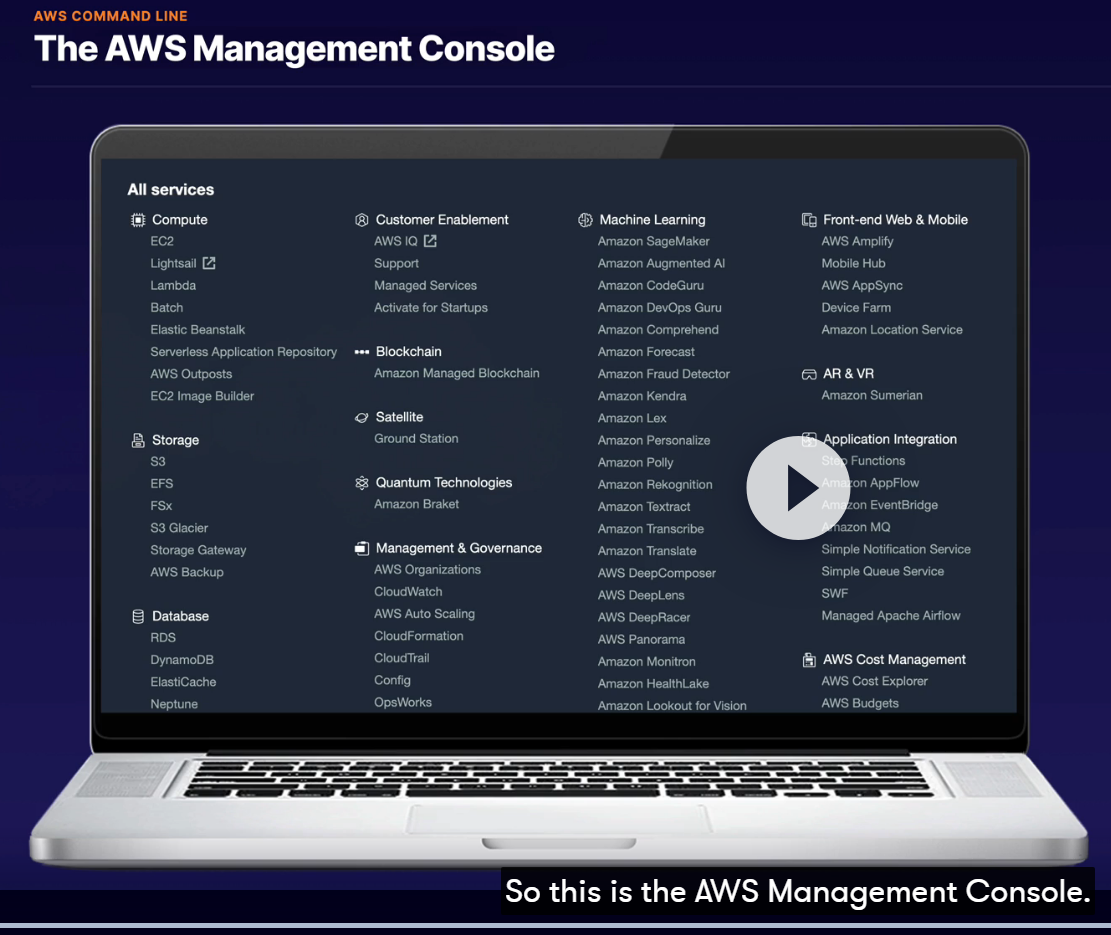 AWS COMMAND LINE
The AWS Management Console
All services
Compute
EC2
Lightsail
Lambda
Batch
Elastic Beanstalk
Serverless Application Repository
AWS Outposts
EC2 Image Builder
Storage
S3
EFS
FSx
S3 Glacier
Storage Gateway
AWS Backup
Database
RDS
DynamoDB
ElastiCache
Neptune
Customer Enablement
AWS IQ
Support
Managed Services
Activate for Startups
Blockchain
Amazon Managed Blockchain
Satellite
Ground Station
Quantum Technologies
Amazon Braket
Management & Governance
AWS Organizations
CloudWatch
AWS Auto Scaling
CloudFormation
CloudTrail
Config
OpsWorks
Machine Learning
Amazon SageMaker
Amazon Augmented AI
Amazon CodeGuru
Amazon DevOps Guru
Amazon Comprehend
Amazon Forecast
Amazon Fraud Detector
Amazon Kendra
Amazon Lex
Amazon Personalize
Amazon Polly
Amazon Rekognition
Amazon Textract
Amazon Transcribe
Amazon Translate
AWS DeepComposer
AWS DeepLens
AWS DeepRacer
AWS Panorama
Amazon Monitron
Amazon HealthLake
Amazon Lookout for Vision
Front-end Web & Mobile
AWS Amplify
Mobile Hub
AWS AppSync
Device Farm
Amazon Location Service
AR & VR
Amazon Sumerian
Application Integration
Step Functions
Amazon AppFlow
Amazon EventBridge
Amazon MQ
Simple Notification Service
Simple Queue Service
SWF
Managed Apache Airflow
AWS Cost Management
AWS Cost Explorer
AWS Budgets
So this is the AWS Management Console.